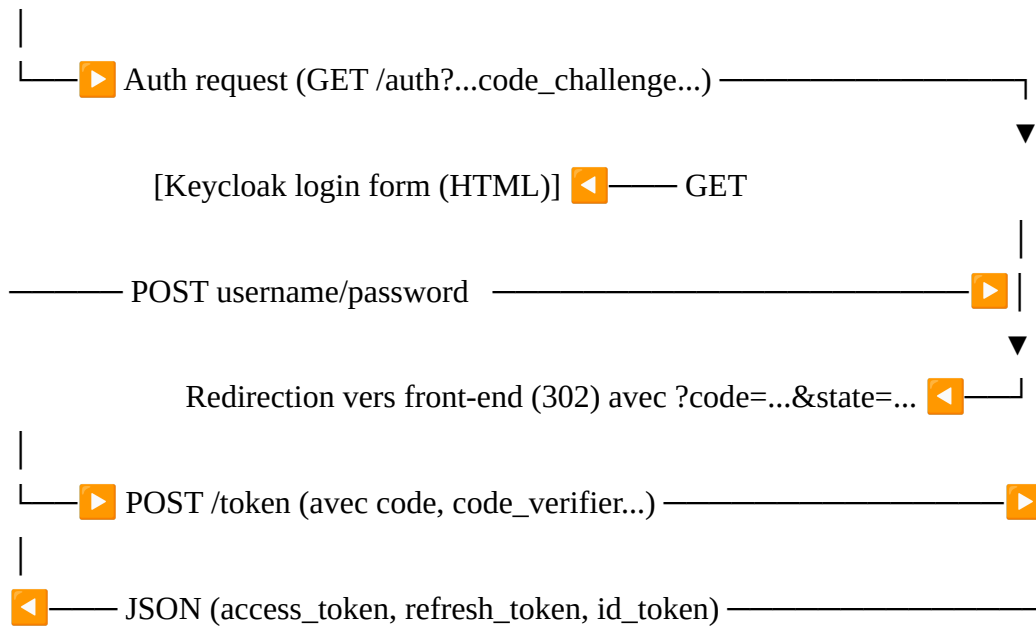 Auth request (GET /auth?...code_challenge...)
[Keycloak login form (HTML)] GET
POST username/password
Redirection vers front-end (302) avec ?code=...&state=...
POST /token (avec code, code_verifier...)
JSON (access_token, refresh_token, id_token)